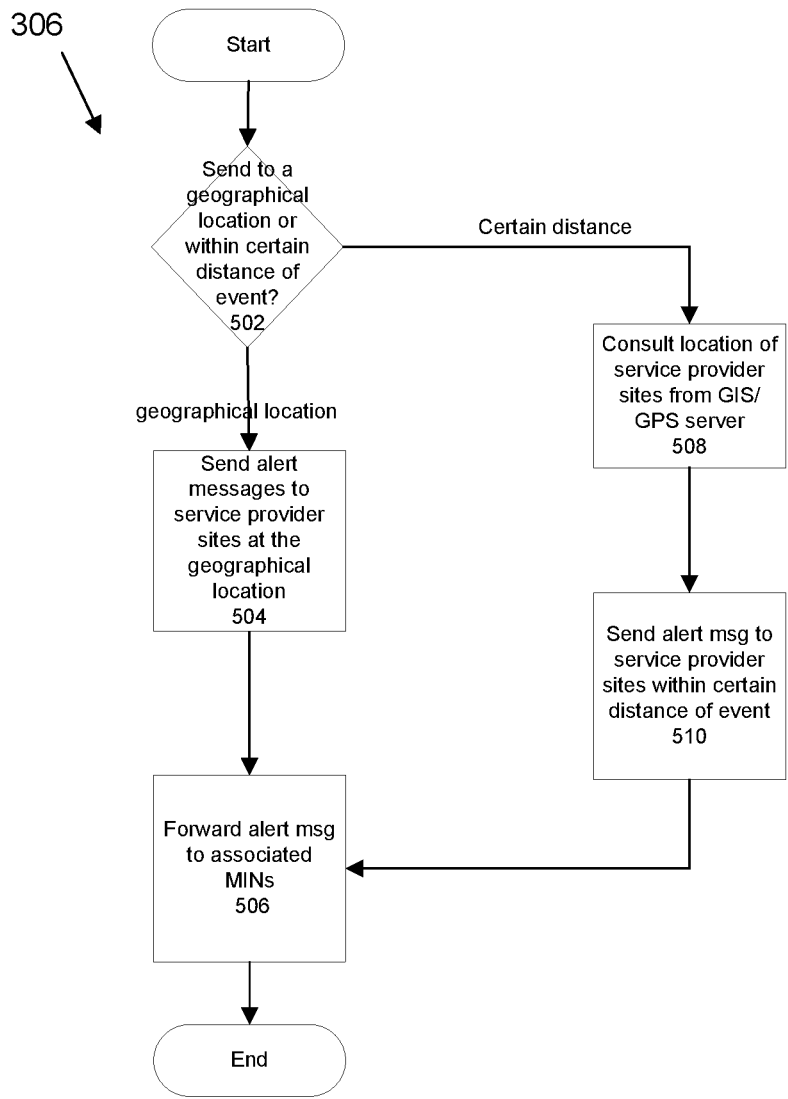 306
Start
Send to a
geographical
location or
within certain
distance of
event?
502
Certain distance
geographical location
Consult location of
service provider
sites from GIS/
GPS server
508
Send alert
messages to
service provider
sites at the
geographical
location
504
Send alert msg to
service provider
sites within certain
distance of event
510
Forward alert msg
to associated
MINs
506
End